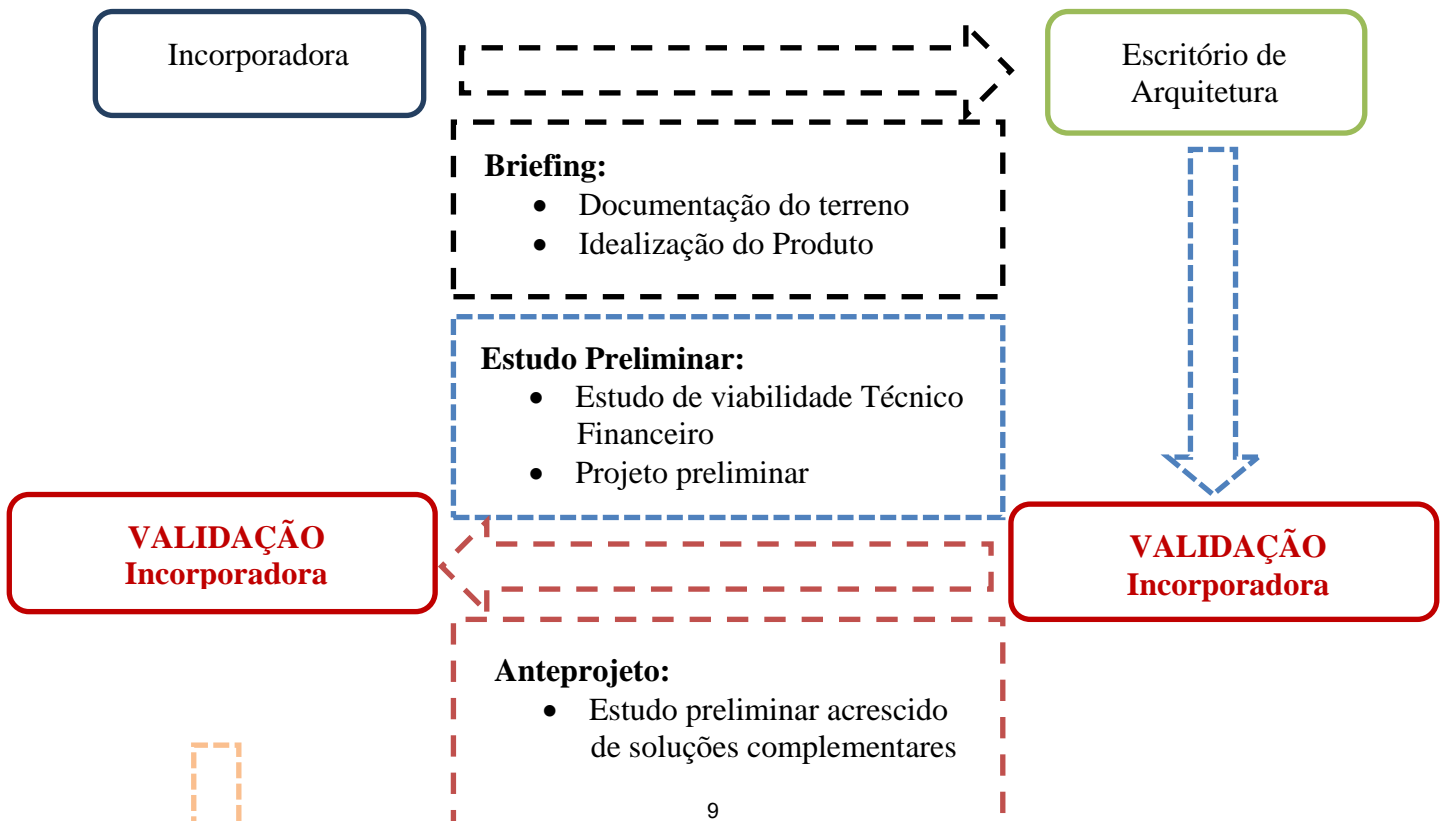 Incorporadora
Escritório de
Arquitetura
Briefing:
• Documentação do terreno
• Idealização do Produto
Estudo Preliminar:
• Estudo de viabilidade Técnico
Financeiro
• Projeto preliminar
VALIDAÇÃO
Incorporadora
VALIDAÇÃO
Incorporadora
Anteprojeto:
• Estudo preliminar acrescido
de soluções complementares
9